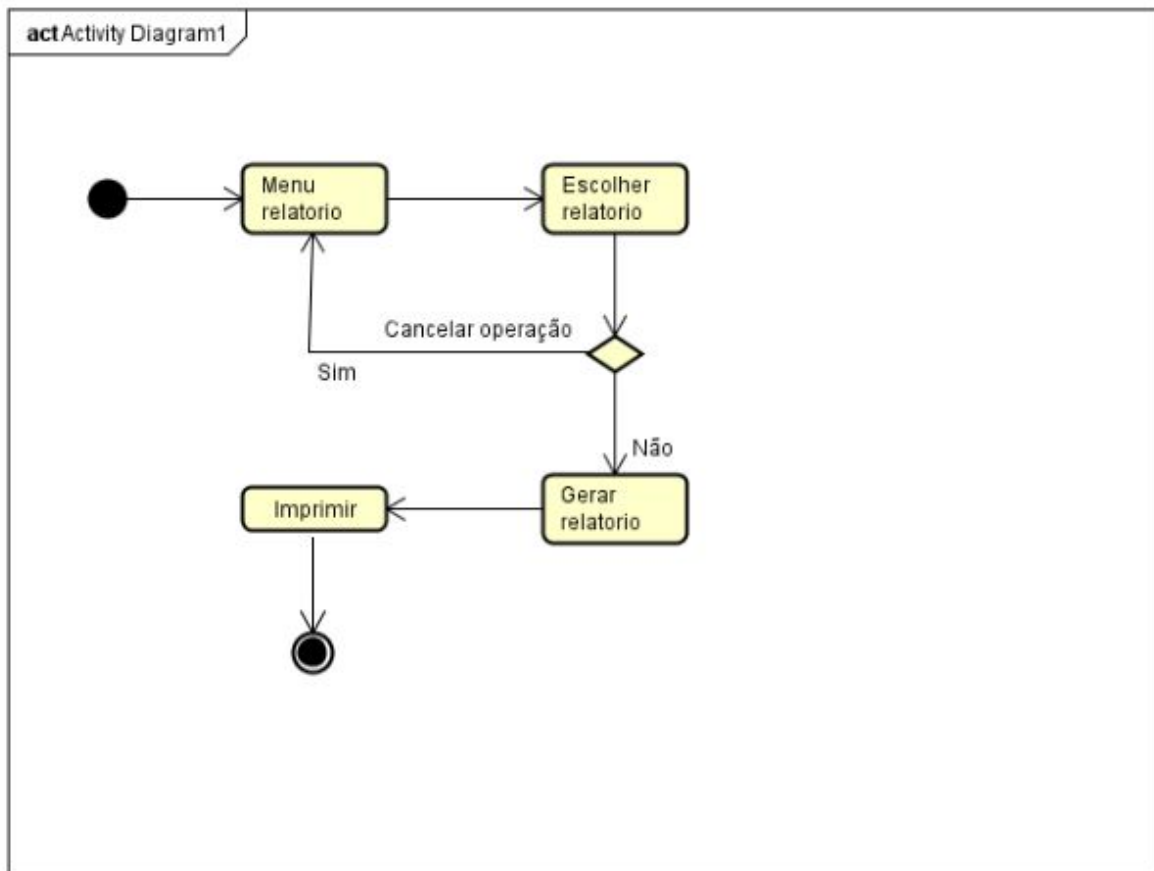 act Activity Diagram1
Menu
relatorio
Escolher
relatorio
Cancelar operação
Sim
Não
Gerar
relatorio
Imprimir